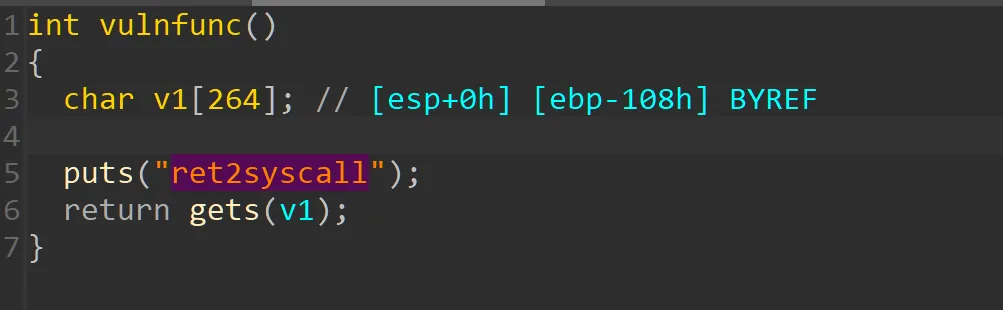 1 int vulnfunc()
2 {
3   char v1[264]; // [esp+0h] [ebp-108h] BYREF
4
5   puts("ret2syscall");
6   return gets(v1);
7 }